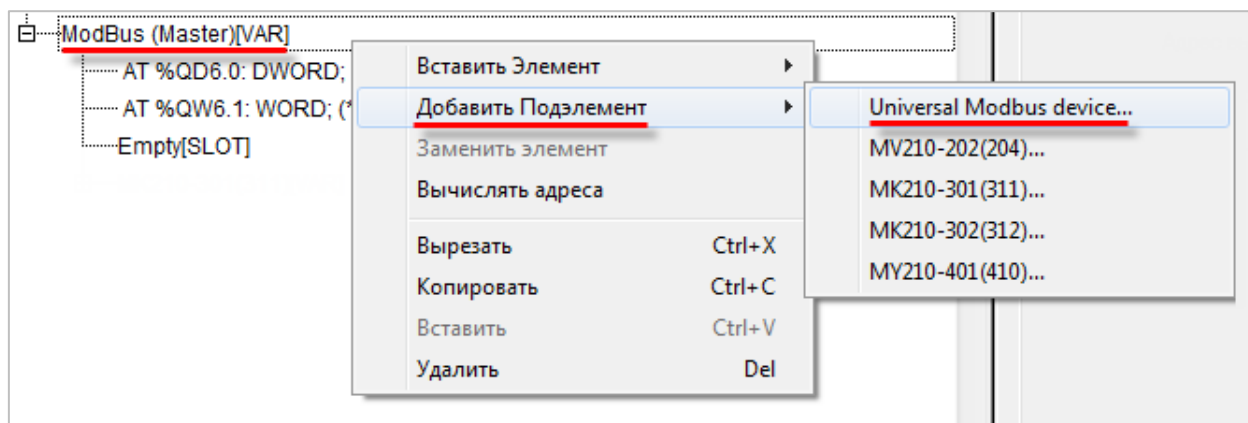 ModBus (Master)[VAR]
AT %QD6.0: DWORD;
AT %QW6.1: WORD; (*
Empty[SLOT]
Вставить Элемент
Добавить Подэлемент
Заменить элемент
Вычислять адреса
Вырезать Ctrl+X
Копировать Ctrl+C
Вставить Ctrl+V
Удалить Del
Universal Modbus device...
MV210-202(204)...
MK210-301(311)...
MK210-302(312)...
MY210-401(410)...